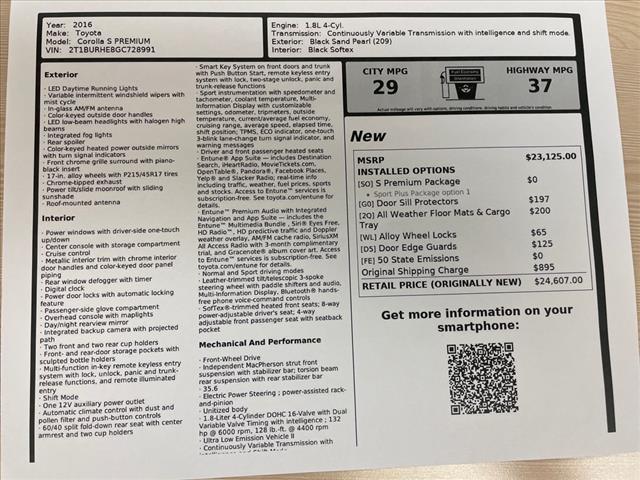 Year: 2016
Make: Toyota
Model: Corolla S PREMIUM
VIN: 2T1BURHE8GC728991
Engine: 1.8L 4-Cyl.
Transmission: Continuously Variable Transmission with intelligence and shift mode.
Exterior: Black Sand Pearl (209)
Interior: Black Softex
Exterior
· LED Daytime Running Lights
· Variable intermittent windshield wipers with
mist cycle
· In-glass AM/FM antenna
· Color-keyed outside door handles
· LED low-beam headlights with halogen high
beams
· Integrated fog lights
· Rear spoiler
· Color-keyed heated power outside mirrors
with turn signal indicators
· Front chrome grille surround with piano-
black insert
· 17-in. alloy wheels with P215/45R17 tires
· Chrome-tipped exhaust
· Power tilt/slide moonroof with sliding
sunshade
· Roof-mounted antenna
Interior
· Power windows with driver-side one-touch
up/down
· Center console with storage compartment
· Cruise control
· Metallic interior trim with chrome interior
door handles and color-keyed door panel
piping
· Rear window defogger with timer
· Digital clock
· Power door locks with automatic locking
feature
· Passenger-side glove compartment
· Overhead console with maplights
· Day/night rearview mirror
· Integrated backup camera with projected
path
· Two front and two rear cup holders
· Front- and rear-door storage pockets with
sculpted bottle holders
· Multi-function in-key remote keyless entry
system with lock, unlock, panic and trunk-
release functions, and remote illuminated
entry
· Shift Mode
· One 12V auxiliary power outlet
· Automatic climate control with dust and
pollen filter and push-button controls
· 60/40 split fold-down rear seat with center
armrest and two cup holders
· Smart Key System on front doors and trunk
with Push Button Start, remote keyless entry
system with lock, two-stage unlock, panic and
trunk-release functions
· Sport instrumentation with speedometer and
tachometer, coolant temperature, Multi-
Information Display with customizable
settings, odometer, tripmeters, outside
temperature, current/average fuel economy,
cruising range, average speed, elapsed time,
shift position; TPMS, ECO indicator, one-touch
3-blink lane-change turn signal indicator, and
warning messages
· Driver and front passenger heated seats
· Entune® App Suite — includes Destination
Search, iHeartRadio, MovieTickets.com,
OpenTable®, Pandora®, Facebook Places,
Yelp® and Slacker Radio; real-time info
including traffic, weather, fuel prices, sports
and stocks. Access to Entune™ services is
subscription-free. See toyota.com/entune for
details.
· Entune™ Premium Audio with Integrated
Navigation and App Suite — includes the
Entune™ Multimedia Bundle , Siri® Eyes Free,
HD Radio™, HD predictive traffic and Doppler
weather overlay, AM/FM cache radio, SiriusXM
All Access Radio with 3-month complimentary
trial, and Gracenote® album cover art. Access
to Entune™ services is subscription-free. See
toyota.com/entune for details.
· Normal and Sport driving modes
· Leather-trimmed tilt/telescopic 3-spoke
steering wheel with paddle shifters and audio,
Multi-Information Display, Bluetooth® hands-
free phone voice-command controls
· SofTex®-trimmed heated front seats; 8-way
power-adjustable driver's seat; 4-way
adjustable front passenger seat with seatback
pocket
Mechanical And Performance
· Front-Wheel Drive
· Independent MacPherson strut front
suspension with stabilizer bar; torsion beam
rear suspension with rear stabilizer bar
· 35.6
· Electric Power Steering ; power-assisted rack-
and-pinion
· Unitized body
· 1.8-Liter 4-Cylinder DOHC 16-Valve with Dual
Variable Valve Timing with intelligence ; 132
hp @ 6000 rpm, 128 lb.-ft. @ 4400 rpm
· Ultra Low Emission Vehicle II
· Continuously Variable Transmission with
CITY MPG
29
Fuel Economy
HIGHWAY MPG
37
Actual mileage will vary with options, driving conditions, driving habits and vehicle's condition
New
MSRP $23,125.00
INSTALLED OPTIONS
[SO] S Premium Package $0
Sport Plus Package option 1
[G0] Door Sill Protectors $197
[2Q] All Weather Floor Mats & Cargo $200
Tray
[WL] Alloy Wheel Locks $65
[DS] Door Edge Guards $125
[FE] 50 State Emissions $0
Original Shipping Charge $895
RETAIL PRICE (ORIGINALLY NEW) $24,607.00
Get more information on your
smartphone: